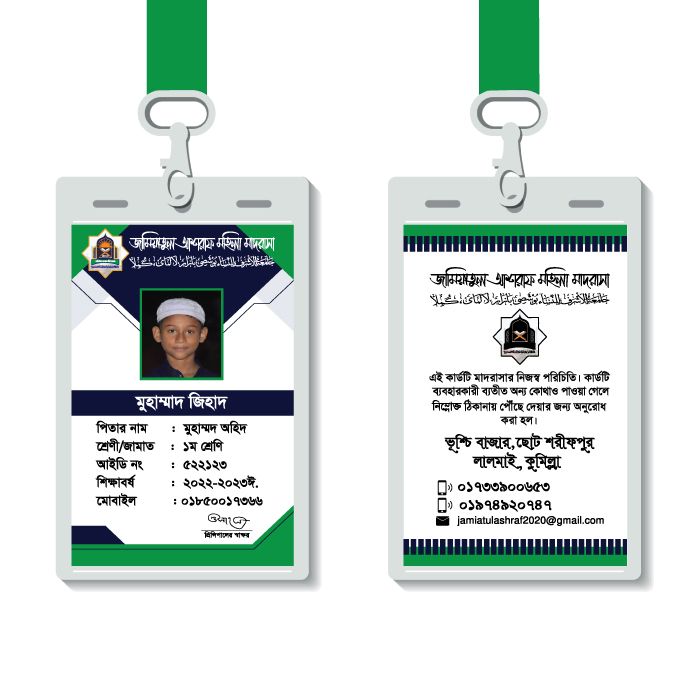 জামিয়াতুল আশরাফ মহিলা মাদরাসা
মুহাম্মাদ জিহাদ
পিতার নাম : মুহাম্মদ অহিদ
শ্রেণী/জামাত : ১ম শ্রেণি
আইডি নং : ৫২২১২৩
শিক্ষাবর্ষ : ২০২২-২০২৩ঈ.
মোবাইল : ০১৮৫০০১৭৩৬৬
প্রিন্সিপালের স্বাক্ষর
জামিয়াতুল আশরাফ মহিলা মাদরাসা
এই কার্ডটি মাদরাসার নিজস্ব পরিচিতি। কার্ডটি
ব্যবহারকারী ব্যতীত অন্য কোথাও পাওয়া গেলে
নিম্নোক্ত ঠিকানায় পৌঁছে দেয়ার জন্য অনুরোধ
করা হল।
ভূশ্চি বাজার,ছোট শরীফপুর
লালমাই, কুমিল্লা
০১৭৩৩৯০০৬৫৩
০১৯৭৪৯২০৭৪৭
jamiatulashraf2020@gmail.com